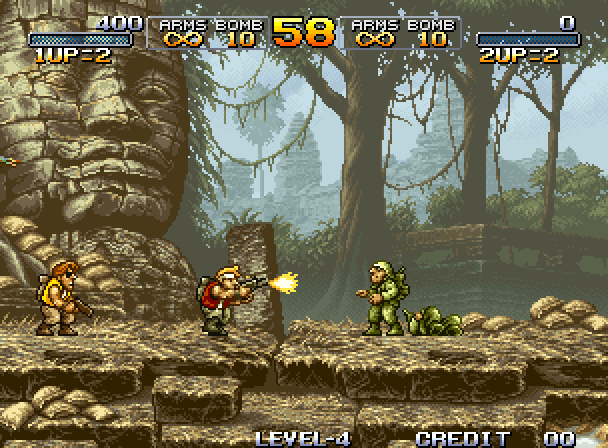 400 ARMS BOMB 58 ARMS BOMB 0
∞ 10 ∞ 10
1UP=2 2UP=2
LEVEL-4 CREDIT 00